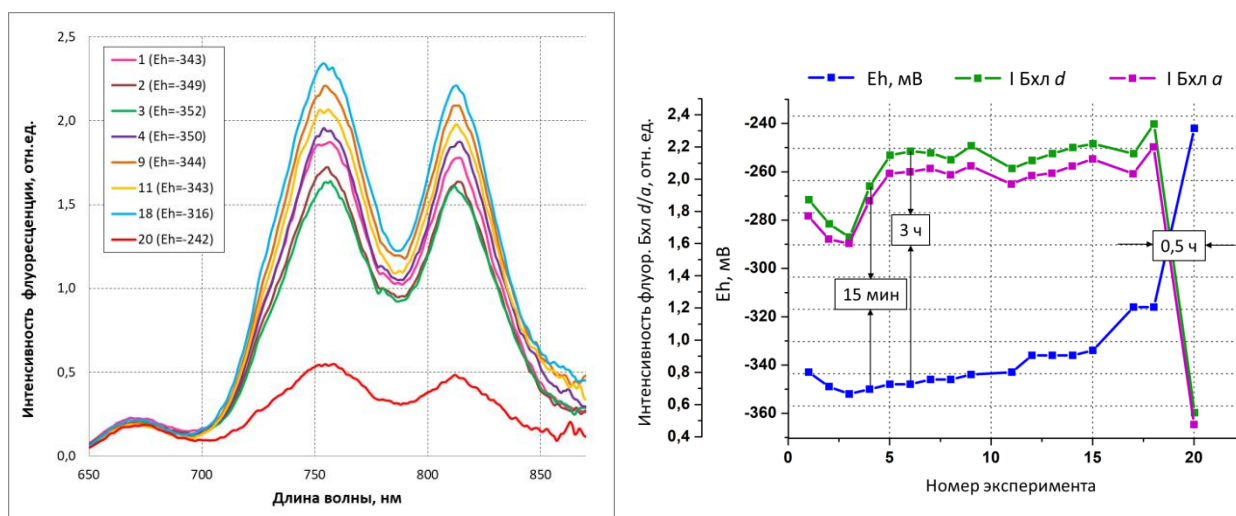 Интенсивность флуоресценции, отн.ед.
2,5
2,0
1,5
1,0
0,5
0,0
1 (Eh=-343)
2 (Eh=-349)
3 (Eh=-352)
4 (Eh=-350)
9 (Eh=-344)
11 (Eh=-343)
18 (Eh=-316)
20 (Eh=-242)
650 700 750 800 850
Длина волны, нм
Eh, мВ I Бхл d I Бхл a
Интенсивность флуор. Бхл d/a, отн. ед.
2,4
2,2
2,0
1,8
1,6
1,4
1,2
1,0
0,8
0,6
0,4
Eh, мВ
-240
-260
-280
-300
-320
-340
-360
3 ч
0,5 ч
15 мин
0 5 10 15 20
Номер эксперимента